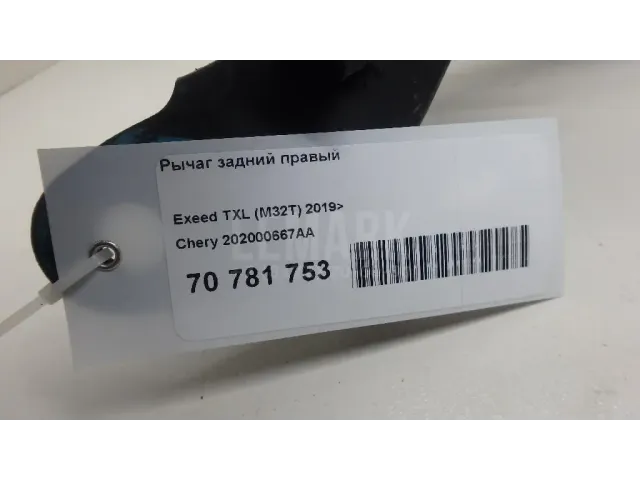 Рычаг задний правый
Exeed TXL (M32T) 2019>
Chery 202000667AA
70 781 753